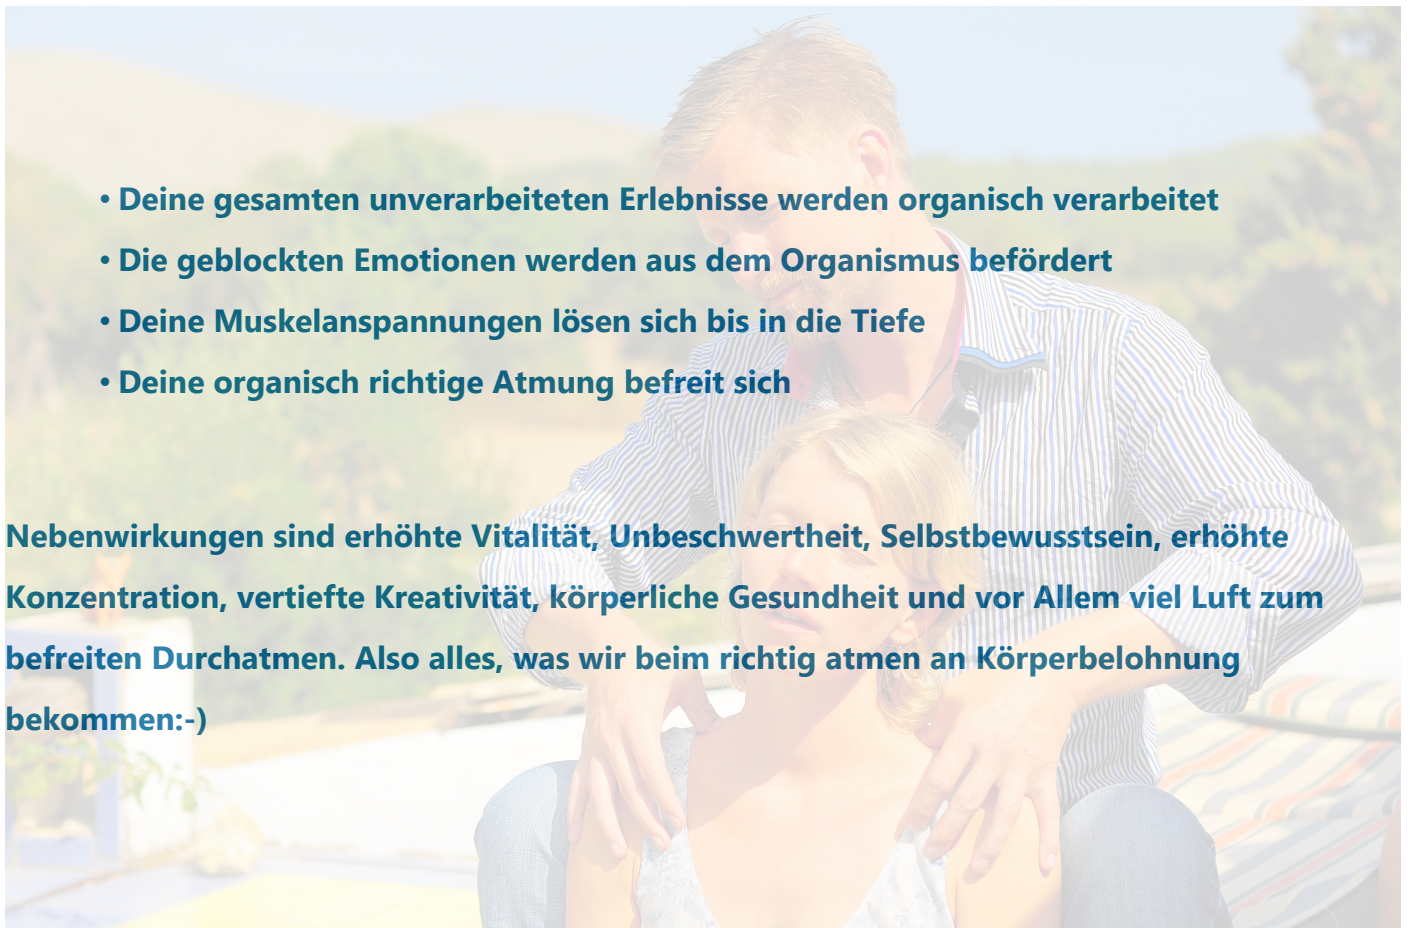 • Deine gesamten unverarbeiteten Erlebnisse werden organisch verarbeitet
• Die geblockten Emotionen werden aus dem Organismus befördert
• Deine Muskelanspannungen lösen sich bis in die Tiefe
• Deine organisch richtige Atmung befreit sich
Nebenwirkungen sind erhöhte Vitalität, Unbeschwertheit, Selbstbewusstsein, erhöhte
Konzentration, vertiefte Kreativität, körperliche Gesundheit und vor Allem viel Luft zum
befreiten Durchatmen. Also alles, was wir beim richtig atmen an Körperbelohnung
bekommen:-)